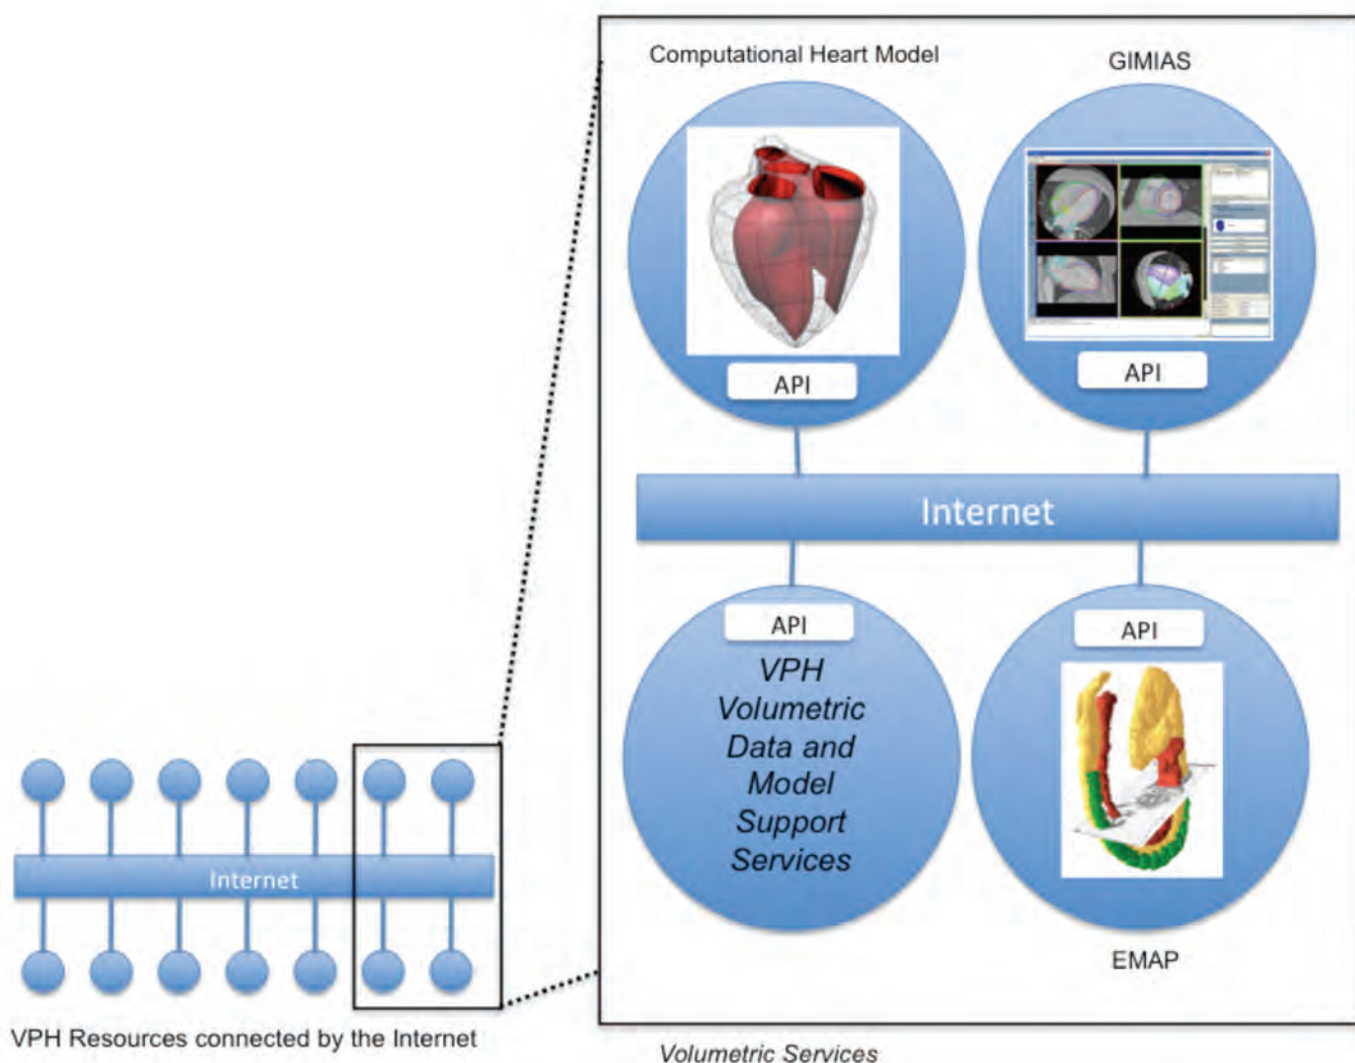 Computational Heart Model
GIMIAS
API
API
Internet
API
VPH
Volumetric
Data and
Model
Support
Services
API
EMAP
Internet
VPH Resources connected by the Internet
Volumetric Services